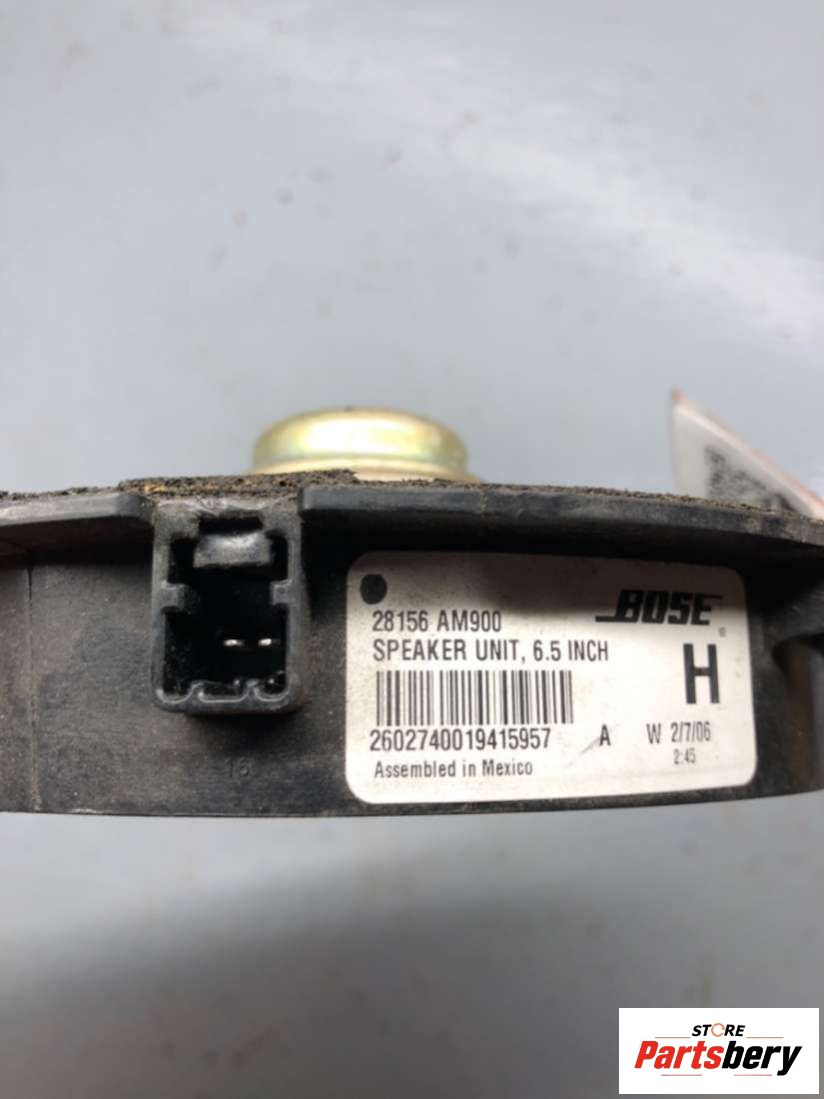 28156 AM900
BOSE ®
SPEAKER UNIT, 6.5 INCH
H
2602740019415957 A W 2/7/06
2:45
Assembled in Mexico
16
STORE
Partsbery